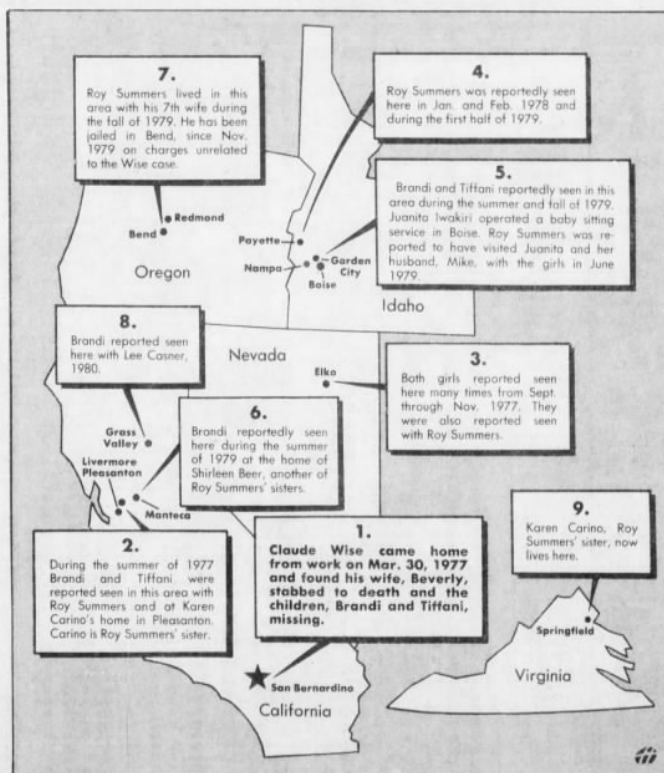 7.
Roy Summers lived in this
area with his 7th wife during
the fall of 1979. He has been
jailed in Bend, since Nov.
1979 on charges unrelated
to the Wise case.
4.
Roy Summers was reportedly seen
here in Jan. and Feb. 1978 and
during the first half of 1979.
5.
Brandi and Tiffani reportedly seen in this
area during the summer and fall of 1979.
Juanita Iwakiri operated a baby sitting
service in Boise. Roy Summers was re-
ported to have visited Juanita and her
husband, Mike, with the girls in June
1979.
Redmond
Bend
Oregon
Payette
Nampa
Garden
City
Boise
Idaho
8.
Brandi reported seen
here with Lee Casner,
1980.
Nevada
Elko
3.
Both girls reported seen
here many times from Sept.
through Nov. 1977. They
were also reported seen
with Roy Summers.
6.
Brandi reportedly seen
here during the summer
of 1979 at the home of
Shirleen Beer, another of
Roy Summers' sisters.
Grass
Valley
Livermore
Pleasanton
Manteca
2.
During the summer of 1977
Brandi and Tiffani were
reported seen in this area with
Roy Summers and at Karen
Carino's home in Pleasanton.
Carino is Roy Summers' sister.
1.
Claude Wise came home
from work on Mar. 30, 1977
and found his wife, Beverly,
stabbed to death and the
children, Brandi and Tiffani,
missing.
9.
Karen Carino, Roy
Summers' sister, now
lives here.
Springfield
Virginia
San Bernardino
California